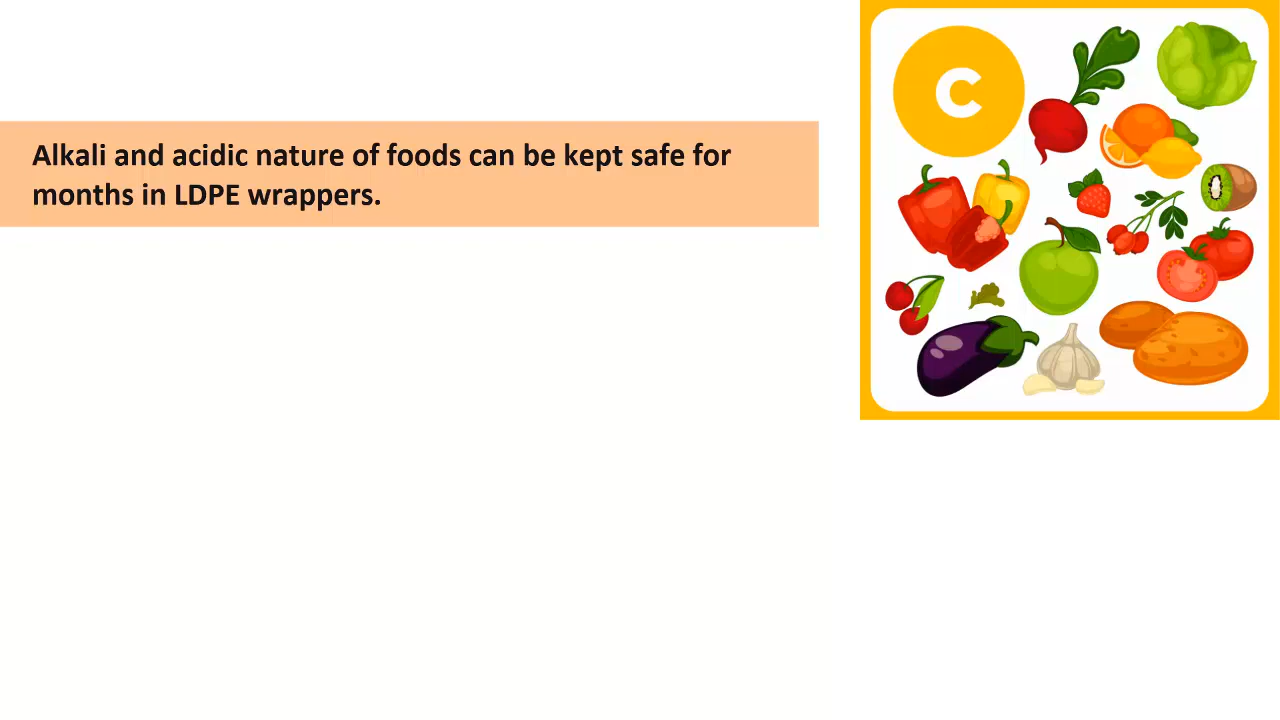 Alkali and acidic nature of foods can be kept safe for
months in LDPE wrappers.
C